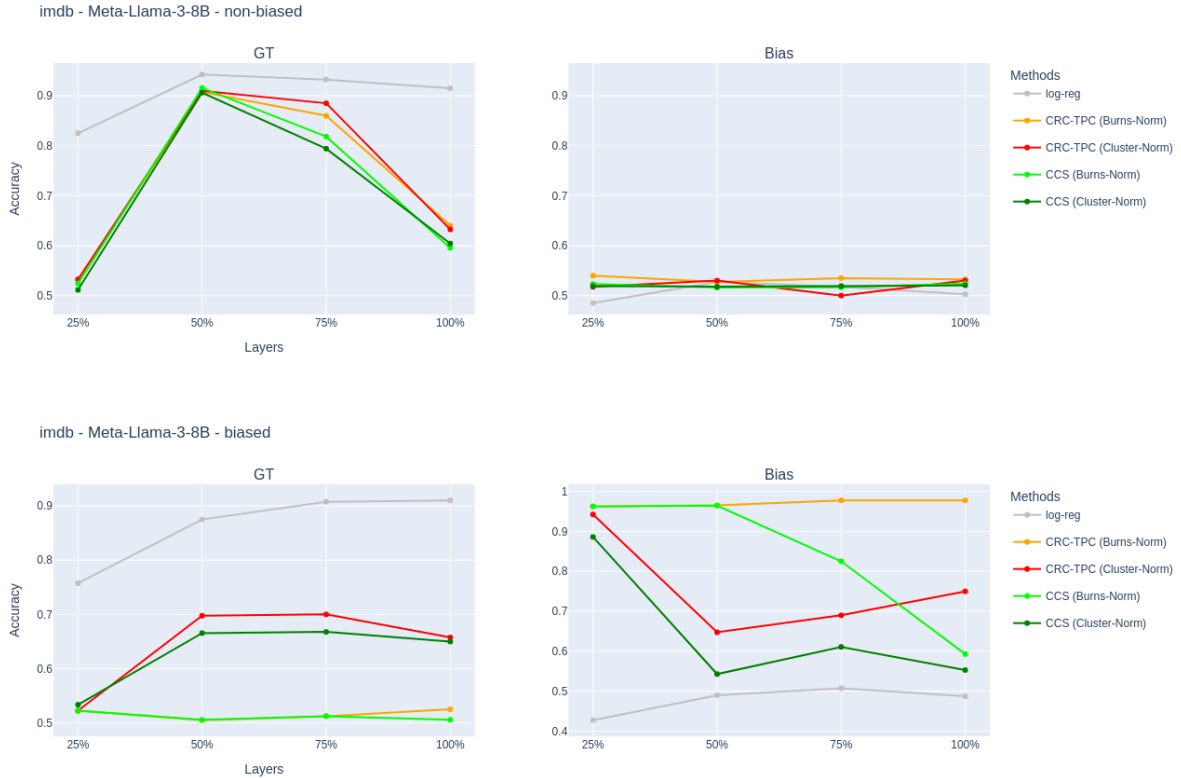 imdb - Meta-Llama-3-8B - non-biased
GT
Bias
Methods
log-reg
CRC-TPC (Burns-Norm)
CRC-TPC (Cluster-Norm)
CCS (Burns-Norm)
CCS (Cluster-Norm)
Accuracy
0.9
0.8
0.7
0.6
0.5
25%
50%
75%
100%
Layers
0.9
0.8
0.7
0.6
0.5
25%
50%
75%
100%
imdb - Meta-Llama-3-8B - biased
GT
Bias
Methods
log-reg
CRC-TPC (Burns-Norm)
CRC-TPC (Cluster-Norm)
CCS (Burns-Norm)
CCS (Cluster-Norm)
Accuracy
0.9
0.8
0.7
0.6
0.5
25%
50%
75%
100%
Layers
1
0.9
0.8
0.7
0.6
0.5
0.4
25%
50%
75%
100%